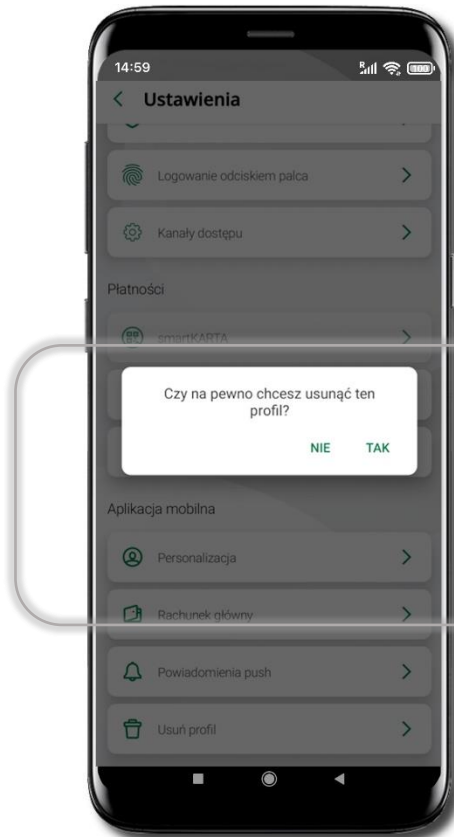 14:59
Ustawienia
Logowanie odciskiem palca
Kanały dostępu
Płatności
smartKARTA
Czy na pewno chcesz usunąć ten
profil?
NIE TAK
Aplikacja mobilna
Personalizacja
Rachunek główny
Powiadomienia push
Usuń profil